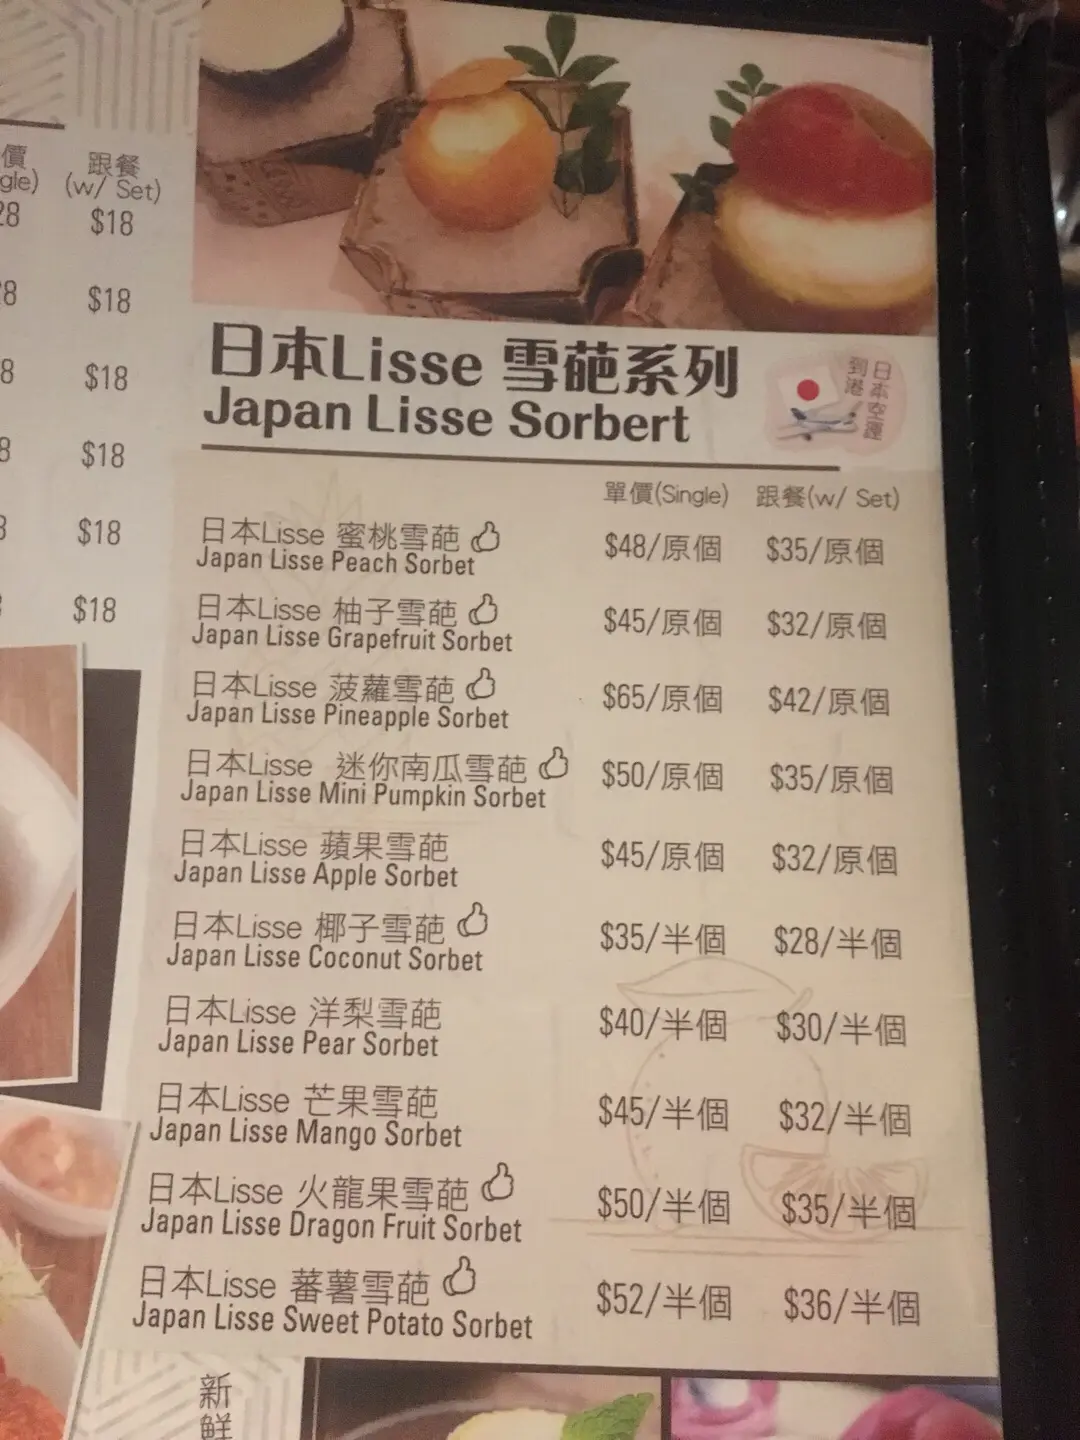 跟餐
(w/ Set)
$18
$18
$18
$18
$18
$18
日本Lisse 雪葩系列
Japan Lisse Sorbert
日本空運
到港
單價(Single) 跟餐(w/ Set)
日本Lisse 蜜桃雪葩 $48/原個 $35/原個
Japan Lisse Peach Sorbet
日本Lisse 柚子雪葩 $45/原個 $32/原個
Japan Lisse Grapefruit Sorbet
日本Lisse 菠蘿雪葩 $65/原個 $42/原個
Japan Lisse Pineapple Sorbet
日本Lisse 迷你南瓜雪葩 $50/原個 $35/原個
Japan Lisse Mini Pumpkin Sorbet
日本Lisse 蘋果雪葩 $45/原個 $32/原個
Japan Lisse Apple Sorbet
日本Lisse 椰子雪葩 $35/半個 $28/半個
Japan Lisse Coconut Sorbet
日本Lisse 洋梨雪葩 $40/半個 $30/半個
Japan Lisse Pear Sorbet
日本Lisse 芒果雪葩 $45/半個 $32/半個
Japan Lisse Mango Sorbet
日本Lisse 火龍果雪葩 $50/半個 $35/半個
Japan Lisse Dragon Fruit Sorbet
日本Lisse 蕃薯雪葩 $52/半個 $36/半個
Japan Lisse Sweet Potato Sorbet
新鮮